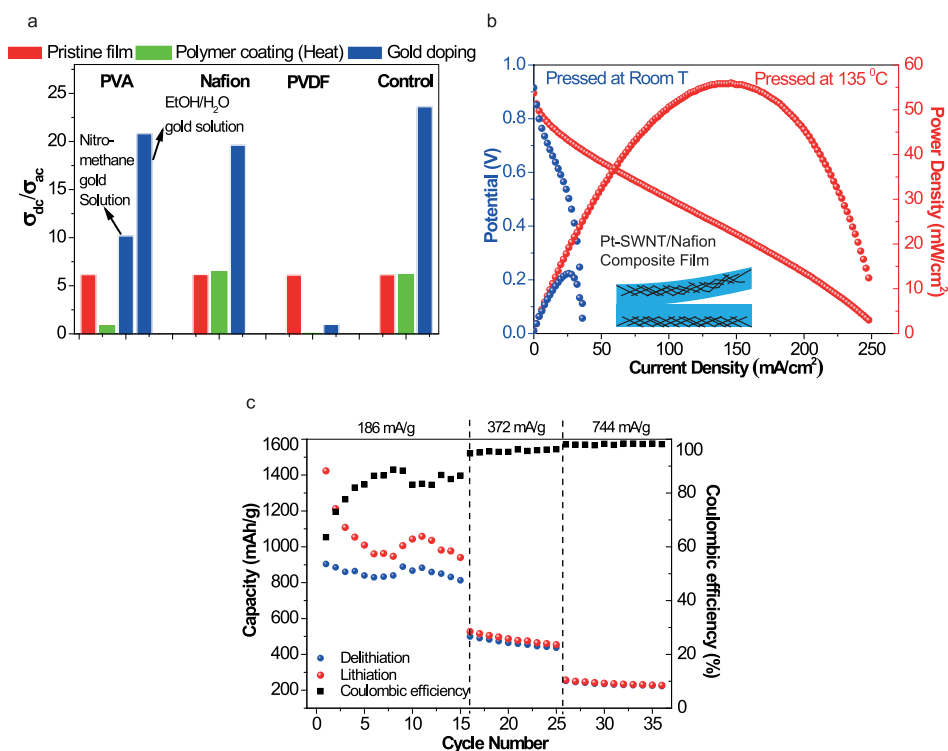 a
Pristine film
Polymer coating (Heat)
Gold doping
PVA
Nafion
PVDF
Control
EtOH/H2O
gold solution
Nitro-
methane
gold
Solution
σdc/σac
25
20
15
10
5
0
b
Pressed at Room T
Pressed at 135 ⁰C
Pt-SWNT/Nafion
Composite Film
Potential (V)
1.0
0.8
0.6
0.4
0.2
0.0
Power Density (mW/cm²)
60
50
40
30
20
10
0
0 50 100 150 200 250
Current Density (mA/cm²)
c
186 mA/g
372 mA/g
744 mA/g
Capacity (mAh/g)
1600
1400
1200
1000
800
600
400
200
Coulombic efficiency (%)
100
80
60
40
20
0
Delithiation
Lithiation
Coulombic efficiency
0 5 10 15 20 25 30 35
Cycle Number